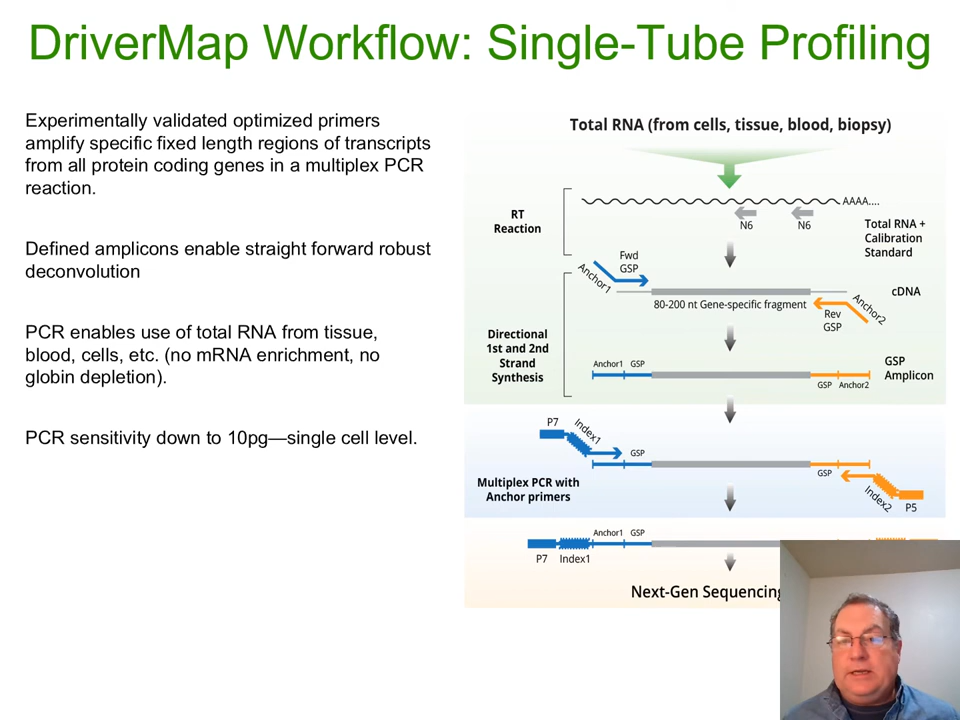 DriverMap Workflow: Single-Tube Profiling
Experimentally validated optimized primers
amplify specific fixed length regions of transcripts
from all protein coding genes in a multiplex PCR
reaction.
Defined amplicons enable straight forward robust
deconvolution
PCR enables use of total RNA from tissue,
blood, cells, etc. (no mRNA enrichment, no
globin depletion).
PCR sensitivity down to 10pg—single cell level.
Total RNA (from cells, tissue, blood, biopsy)
RT
Reaction
AAAA....
N6
N6
Total RNA +
Calibration
Standard
Anchor1
Fwd
GSP
cDNA
80-200 nt Gene-specific fragment
Rev
GSP
Anchor2
Directional
1st and 2nd
Strand
Synthesis
Anchor1
GSP
GSP
Anchor2
GSP
Amplicon
P7
Index1
GSP
GSP
Index2
P5
Multiplex PCR with
Anchor primers
Anchor1
GSP
P7
Index1
Next-Gen Sequencing